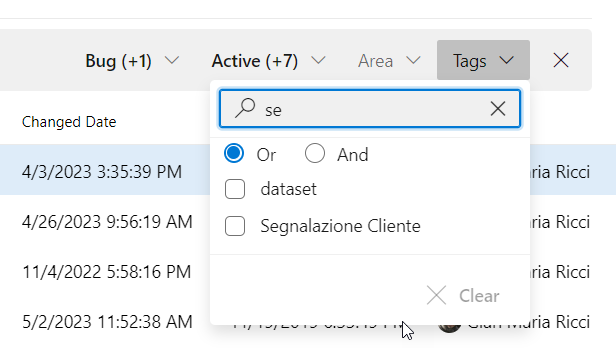 Bug (+1) Active (+7) Area Tags
Changed Date
se
Or And
4/3/2023 3:35:39 PM ria Ricci
dataset
4/26/2023 9:56:19 AM ria Ricci
Segnalazione Cliente
11/4/2022 5:58:16 PM ria Ricci
Clear
5/2/2023 11:52:38 AM Gian Maria Ricci